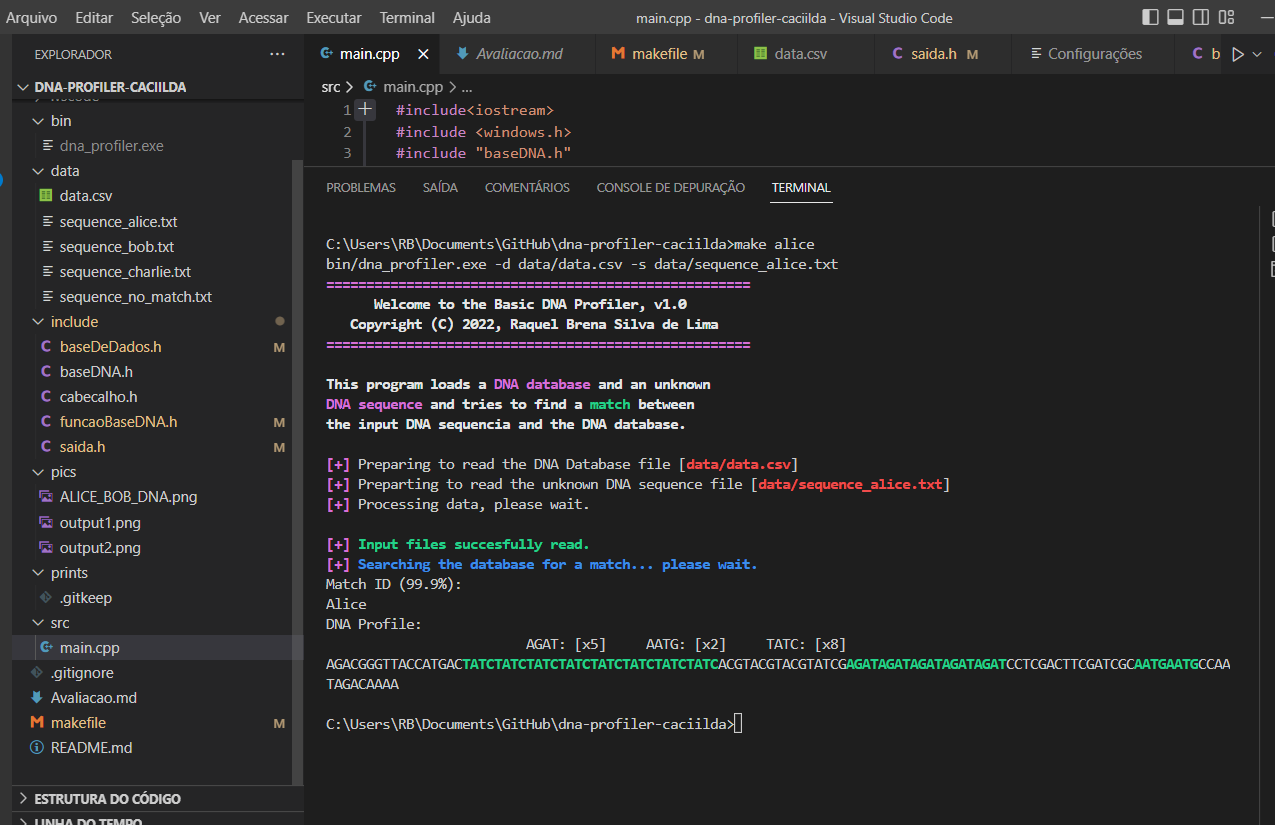 Arquivo Editar Seleção Ver Acessar Executar Terminal Ajuda main.cpp - dna-profiler-caciilda - Visual Studio Code
EXPLORADOR ...
DNA-PROFILER-CACIILDA
bin
dna_profiler.exe
data
data.csv
sequence_alice.txt
sequence_bob.txt
sequence_charlie.txt
sequence_no_match.txt
include
baseDeDados.h M
baseDNA.h
cabecalho.h
funcaoBaseDNA.h M
saida.h M
pics
ALICE_BOB_DNA.png
output1.png
output2.png
prints
.gitkeep
src
main.cpp
.gitignore
Avaliacao.md
makefile M
README.md
ESTRUTURA DO CÓDIGO
LINHA DO TEMPO
main.cpp Avaliacao.md makefile M data.csv saida.h M Configurações C b
src > main.cpp > ...
1 #include<iostream>
2 #include <windows.h>
3 #include "baseDNA.h"
PROBLEMAS SAÍDA COMENTÁRIOS CONSOLE DE DEPURAÇÃO TERMINAL
C:\Users\RB\Documents\GitHub\dna-profiler-caciilda>make alice
bin/dna_profiler.exe -d data/data.csv -s data/sequence_alice.txt
=====================================================
Welcome to the Basic DNA Profiler, v1.0
Copyright (C) 2022, Raquel Brena Silva de Lima
=====================================================
This program loads a DNA database and an unknown
DNA sequence and tries to find a match between
the input DNA sequencia and the DNA database.
[+] Preparing to read the DNA Database file [data/data.csv]
[+] Preparting to read the unknown DNA sequence file [data/sequence_alice.txt]
[+] Processing data, please wait.
[+] Input files succesfully read.
[+] Searching the database for a match... please wait.
Match ID (99.9%):
Alice
DNA Profile:
AGAT: [x5] AATG: [x2] TATC: [x8]
AGACGGGTTACCATGACTATCTATCTATCTATCTATCTATCTATCTATCACGTACGTACGTATCGAGATAGATAGATAGATAGATCCTCGACTTCGATCGCAATGAATGCCAA
TAGACAAAA
C:\Users\RB\Documents\GitHub\dna-profiler-caciilda>